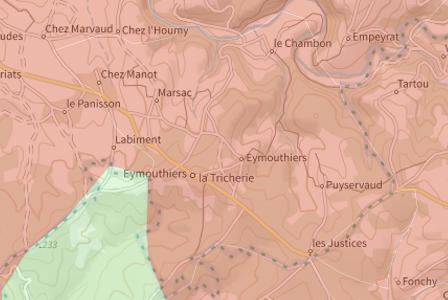 Chez Marvaud
Chez l'Houmy
udes
Empeyrat
le Chambon
riats
Chez Manot
Tartou
Marsac
le Panisson
Labiment
Eymouthiers
Eymouthiers
la Tricherie
Puyservaud
les Justices
233
Fonchy